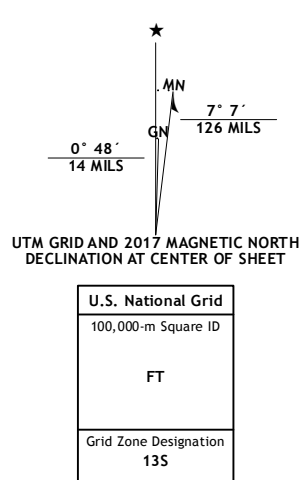 ★
MN
GN
7° 7´
126 MILS
0° 48´
14 MILS
UTM GRID AND 2017 MAGNETIC NORTH
DECLINATION AT CENTER OF SHEET
U.S. National Grid
100,000-m Square ID
FT
Grid Zone Designation
13S